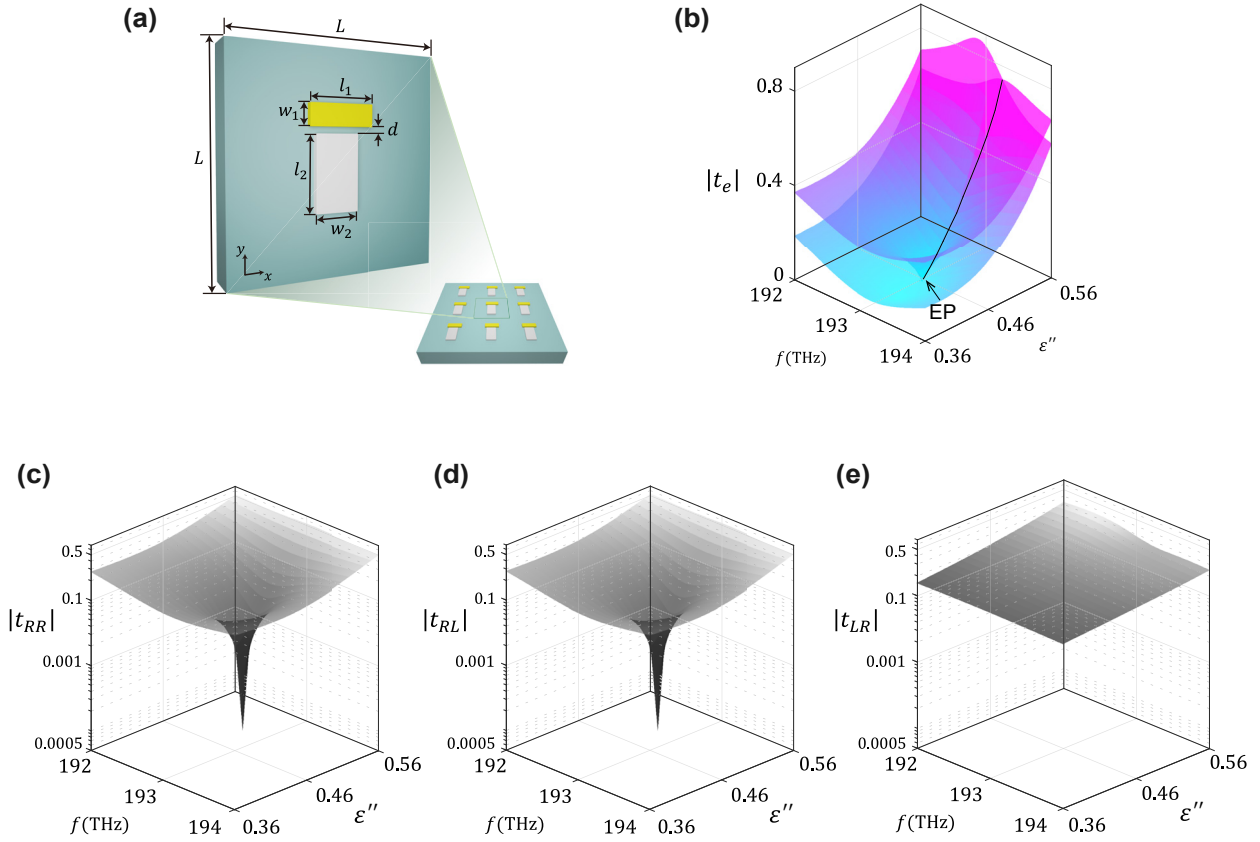 (a)
L
l₁
w₁
d
L
l₂
w₂
y
x
(b)
0.8
|tₑ|
0.4
0
192
193
194
f(THz)
EP
0.36
0.46
0.56
ε''
(c)
0.5
0.1
|t_RR|
0.001
0.0005
192
193
194
f(THz)
0.36
0.46
0.56
ε''
(d)
0.5
0.1
|t_RL|
0.001
0.0005
192
193
194
f(THz)
0.36
0.46
0.56
ε''
(e)
0.5
0.1
|t_LR|
0.001
0.0005
192
193
194
f(THz)
0.36
0.46
0.56
ε''